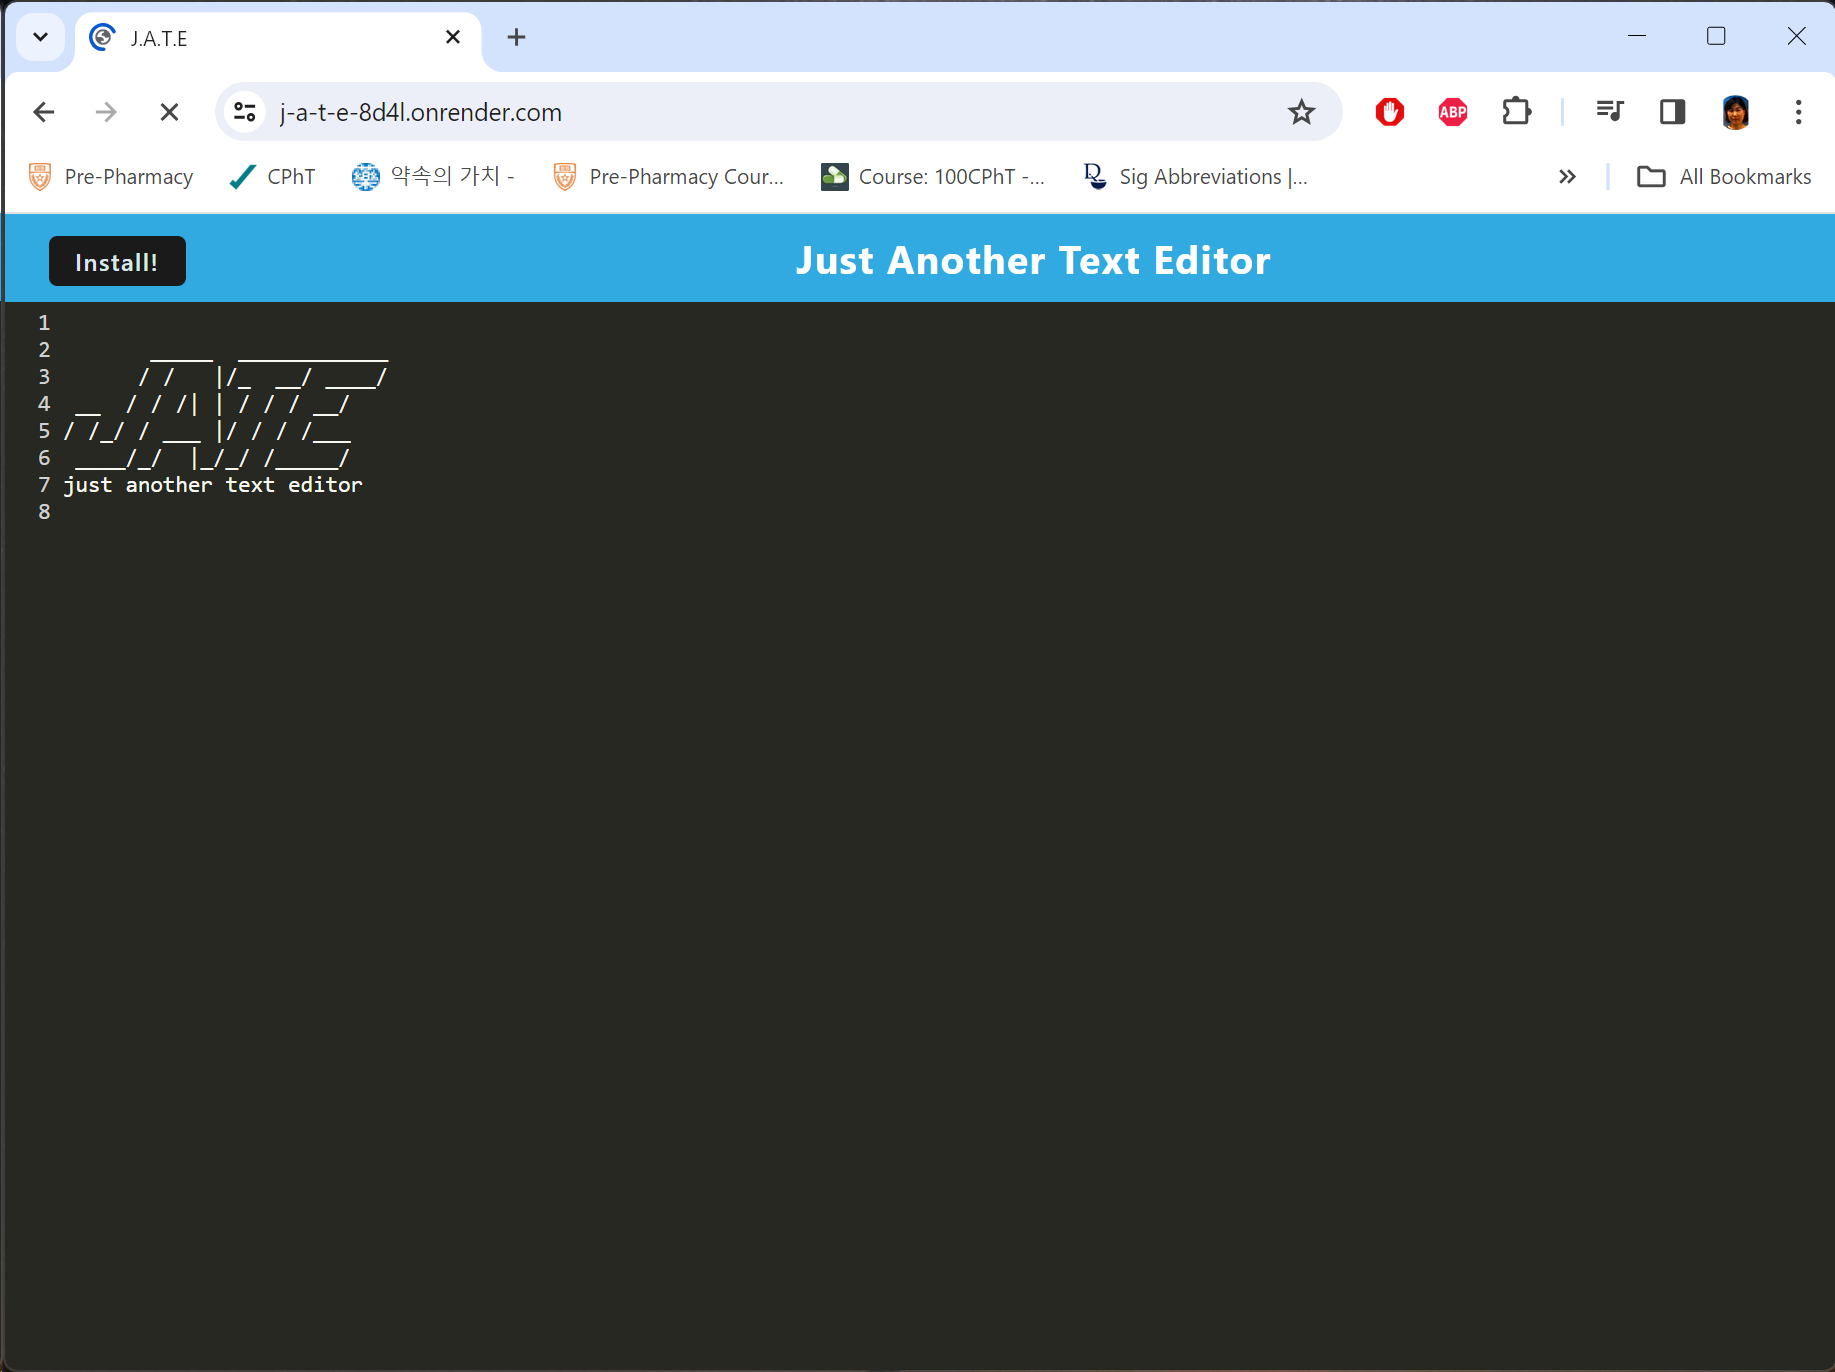 J.A.T.E
j-a-t-e-8d4l.onrender.com
ABP
Pre-Pharmacy CPhT 약속의 가치 - Pre-Pharmacy Cour... Course: 100CPhT -... Sig Abbreviations |... All Bookmarks
Install! Just Another Text Editor
1
2       _____  ____________
3      / /   |/_  __/ ____/
4  __  / / /| | / / / __/
5 / /_/ / ___ |/ / / /___
6  ____/_/  |_/_/ /_____/
7 just another text editor
8